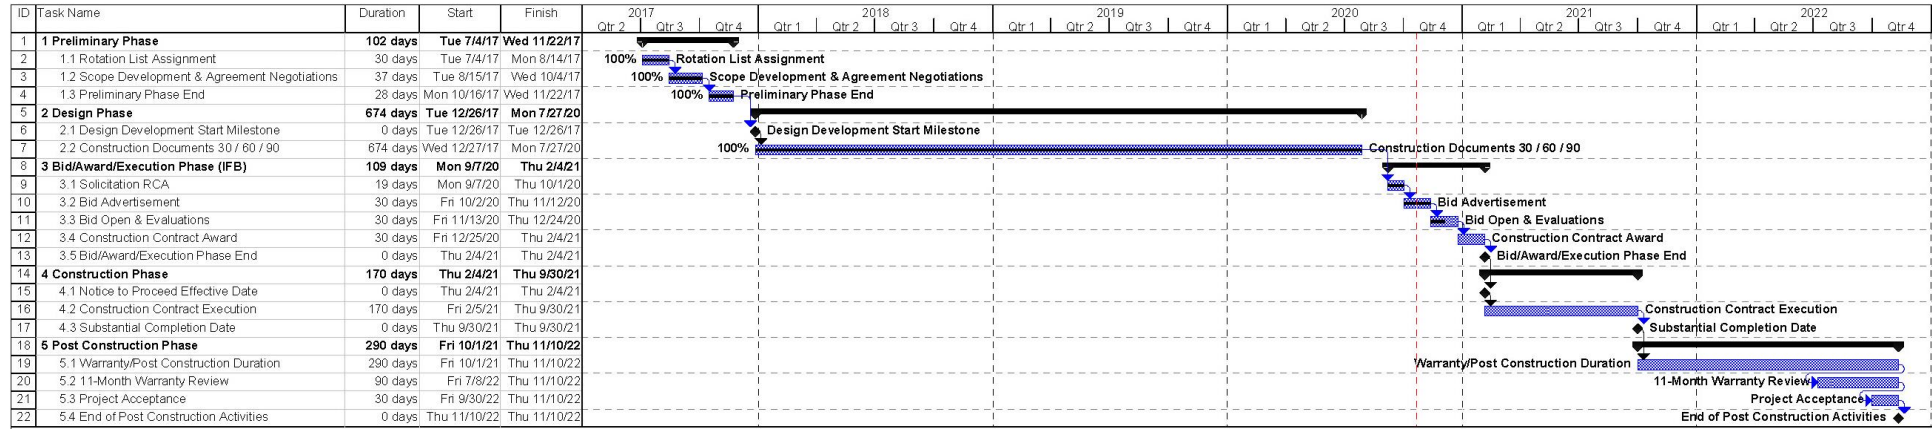 ID Task Name Duration Start Finish 2017 2018 2019 2020 2021 2022
Qtr 2 Qtr 3 Qtr 4 Qtr 1 Qtr 2 Qtr 3 Qtr 4 Qtr 1 Qtr 2 Qtr 3 Qtr 4 Qtr 1 Qtr 2 Qtr 3 Qtr 4 Qtr 1 Qtr 2 Qtr 3 Qtr 4 Qtr 1 Qtr 2 Qtr 3 Qtr 4
1 1 Preliminary Phase 102 days Tue 7/4/17 Wed 11/22/17
2 1.1 Rotation List Assignment 30 days Tue 7/4/17 Mon 8/14/17 100% Rotation List Assignment
3 1.2 Scope Development & Agreement Negotiations 37 days Tue 8/15/17 Wed 10/4/17 100% Scope Development & Agreement Negotiations
4 1.3 Preliminary Phase End 28 days Mon 10/16/17 Wed 11/22/17 100% Preliminary Phase End
5 2 Design Phase 674 days Tue 12/26/17 Mon 7/27/20
6 2.1 Design Development Start Milestone 0 days Tue 12/26/17 Tue 12/26/17 Design Development Start Milestone
7 2.2 Construction Documents 30 / 60 / 90 674 days Wed 12/27/17 Mon 7/27/20 100% Construction Documents 30 / 60 / 90
8 3 Bid/Award/Execution Phase (IFB) 109 days Mon 9/7/20 Thu 2/4/21
9 3.1 Solicitation RCA 19 days Mon 9/7/20 Thu 10/1/20
10 3.2 Bid Advertisement 30 days Fri 10/2/20 Thu 11/12/20 Bid Advertisement
11 3.3 Bid Open & Evaluations 30 days Fri 11/13/20 Thu 12/24/20 Bid Open & Evaluations
12 3.4 Construction Contract Award 30 days Fri 12/25/20 Thu 2/4/21 Construction Contract Award
13 3.5 Bid/Award/Execution Phase End 0 days Thu 2/4/21 Thu 2/4/21 Bid/Award/Execution Phase End
14 4 Construction Phase 170 days Thu 2/4/21 Thu 9/30/21
15 4.1 Notice to Proceed Effective Date 0 days Thu 2/4/21 Thu 2/4/21
16 4.2 Construction Contract Execution 170 days Fri 2/5/21 Thu 9/30/21 Construction Contract Execution
17 4.3 Substantial Completion Date 0 days Thu 9/30/21 Thu 9/30/21 Substantial Completion Date
18 5 Post Construction Phase 290 days Fri 10/1/21 Thu 11/10/22
19 5.1 Warranty/Post Construction Duration 290 days Fri 10/1/21 Thu 11/10/22 Warranty/Post Construction Duration
20 5.2 11-Month Warranty Review 90 days Fri 7/8/22 Thu 11/10/22 11-Month Warranty Review
21 5.3 Project Acceptance 30 days Fri 9/30/22 Thu 11/10/22 Project Acceptance
22 5.4 End of Post Construction Activities 0 days Thu 11/10/22 Thu 11/10/22 End of Post Construction Activities